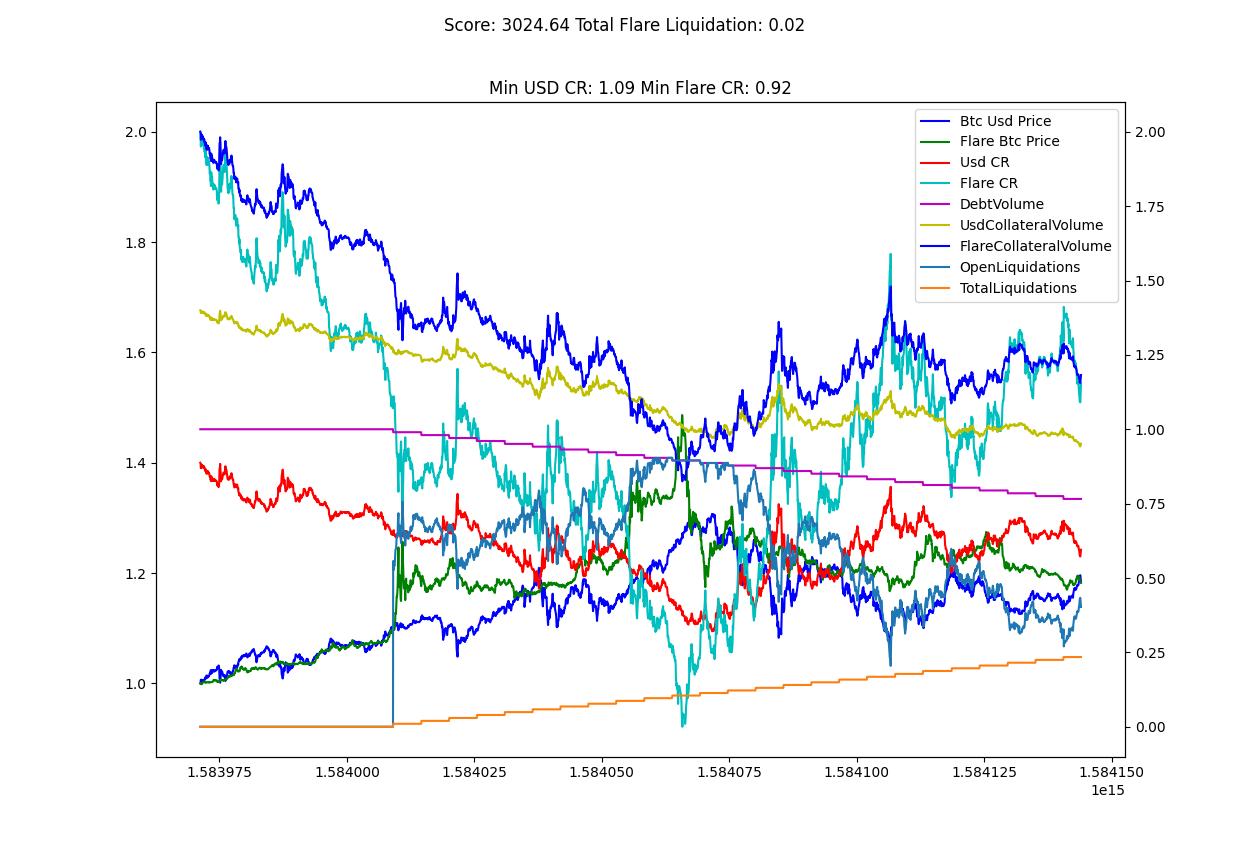 Score: 3024.64 Total Flare Liquidation: 0.02
Min USD CR: 1.09 Min Flare CR: 0.92
2.0
1.8
1.6
1.4
1.2
1.0
2.00
1.75
1.50
1.25
1.00
0.75
0.50
0.25
0.00
Btc Usd Price
Flare Btc Price
Usd CR
Flare CR
DebtVolume
UsdCollateralVolume
FlareCollateralVolume
OpenLiquidations
TotalLiquidations
1.583975 1.584000 1.584025 1.584050 1.584075 1.584100 1.584125 1.584150
1e15